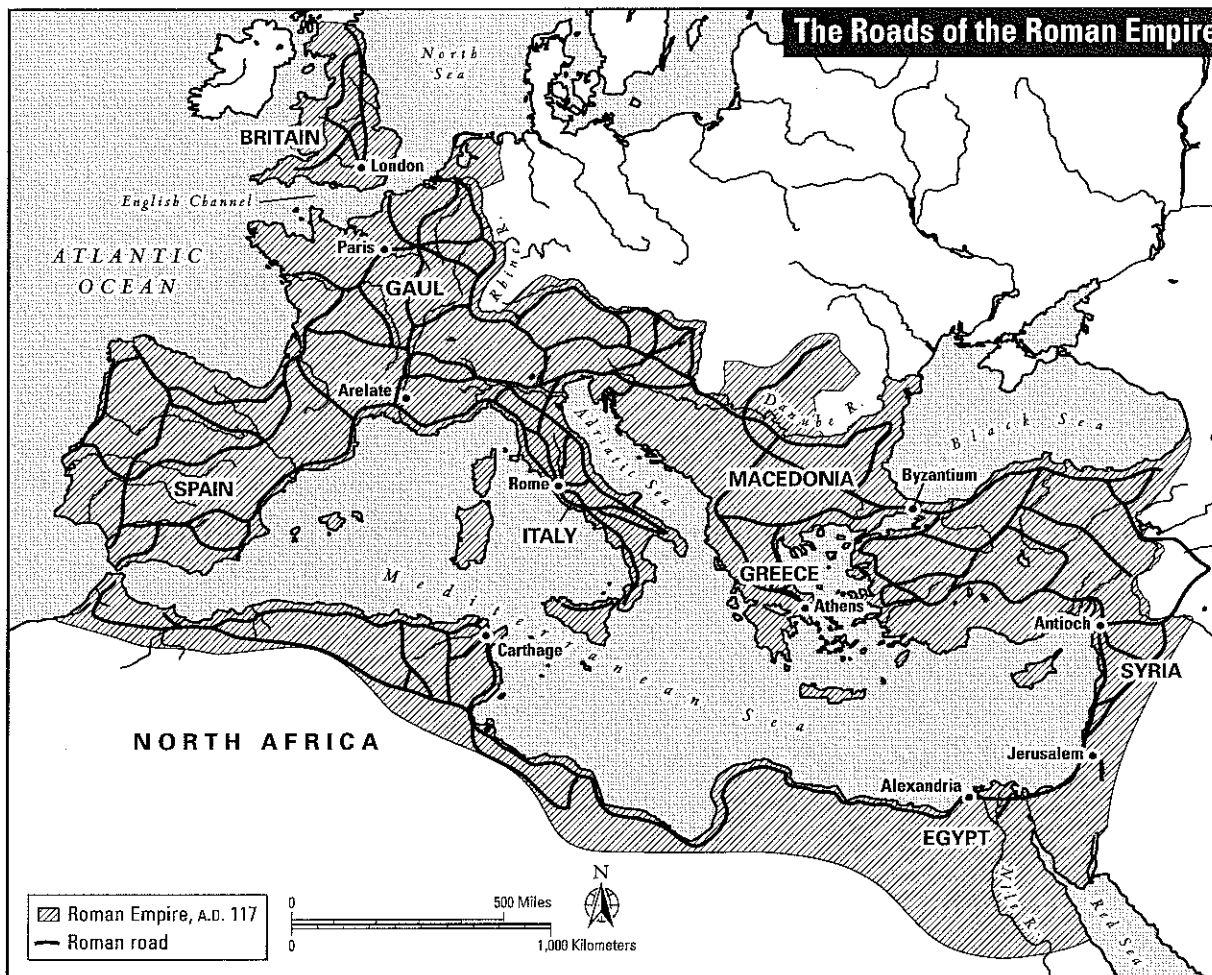 The Roads of the Roman Empire
North
Sea
BRITAIN
London
English Channel
ATLANTIC
OCEAN
Paris
GAUL
Rhine R.
Arelate
Danube R.
Black Sea
Adriatic Sea
SPAIN
Rome
ITALY
MACEDONIA
Byzantium
GREECE
Athens
Antioch
SYRIA
Mediterranean Sea
Carthage
NORTH AFRICA
Jerusalem
Alexandria
EGYPT
Nile R.
Red Sea
Roman Empire, A.D. 117
Roman road
0 500 Miles
0 1,000 Kilometers
N